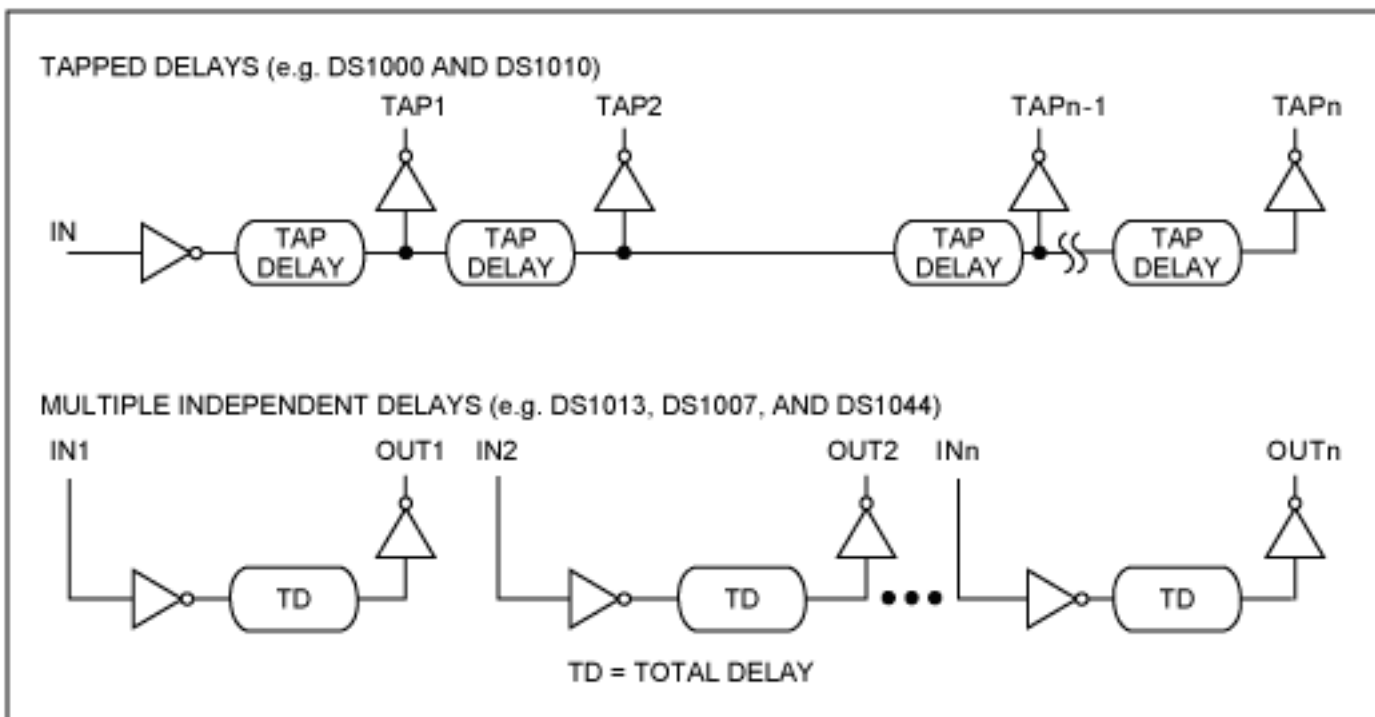 TAPPED DELAYS (e.g. DS1000 AND DS1010)
TAP1 TAP2 TAPn-1 TAPn
IN
TAP DELAY
TAP DELAY
TAP DELAY
TAP DELAY
MULTIPLE INDEPENDENT DELAYS (e.g. DS1013, DS1007, AND DS1044)
IN1 OUT1 IN2 OUT2 INn OUTn
TD TD TD
TD = TOTAL DELAY